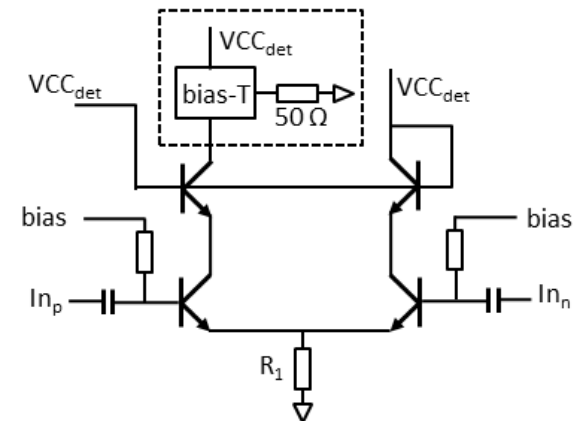 VCCdet
VCCdet
VCCdet
bias-T
50 Ω
bias
bias
Inp
Inn
R1